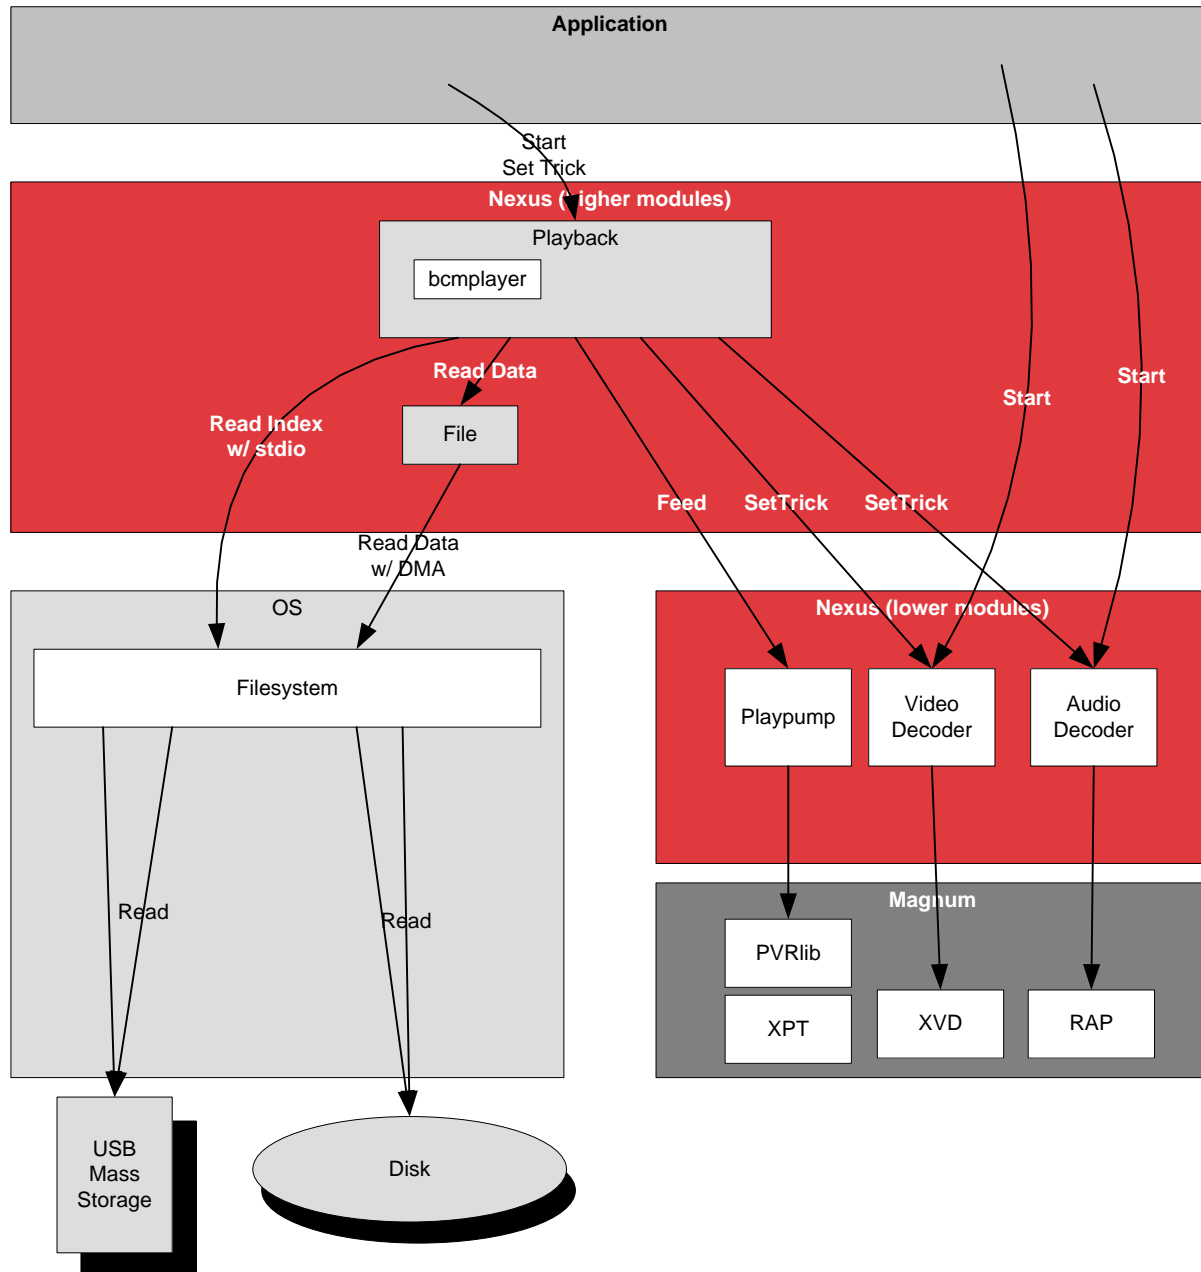 Application
Start
Set Trick
Nexus (higher modules)
Playback
bcmplayer
Read Data
Read Index
w/ stdio
File
Start
Start
Feed
SetTrick
SetTrick
Read Data
w/ DMA
OS
Filesystem
Nexus (lower modules)
Playpump
Video
Decoder
Audio
Decoder
Read
Read
Magnum
PVRlib
XPT
XVD
RAP
USB
Mass
Storage
Disk